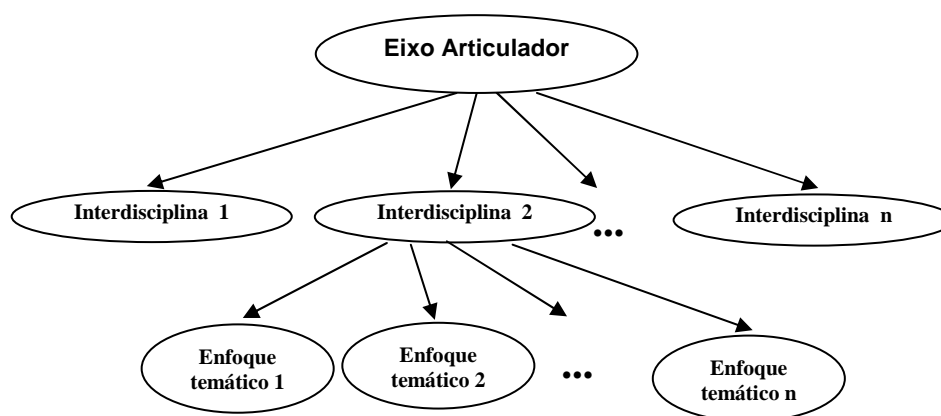 Eixo Articulador
Interdisciplina 1
Interdisciplina 2
...
Interdisciplina n
Enfoque
temático 1
Enfoque
temático 2
...
Enfoque
temático n